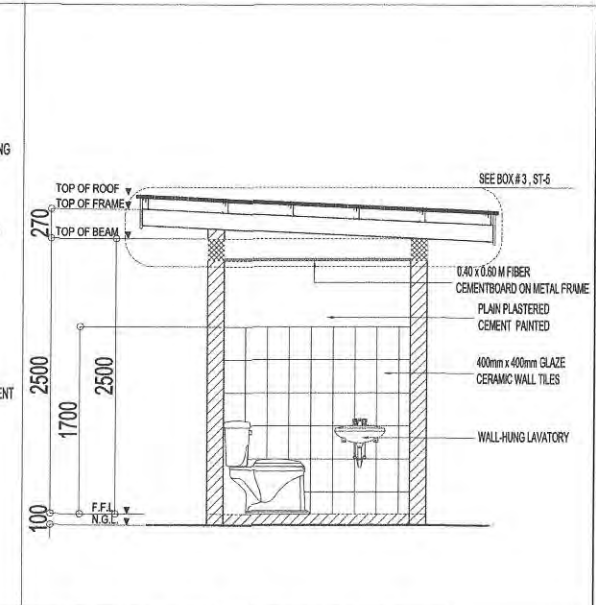 NG
TOP OF ROOF
TOP OF FRAME
SEE BOX # 3 , ST-5
270
TOP OF BEAM
0.40 x 0.60 M FIBER
CEMENTBOARD ON METAL FRAME
PLAIN PLASTERED
CEMENT PAINTED
2500
1700
2500
400mm x 400mm GLAZE
CERAMIC WALL TILES
ENT
WALL-HUNG LAVATORY
100
F.F.L.
N.G.L.